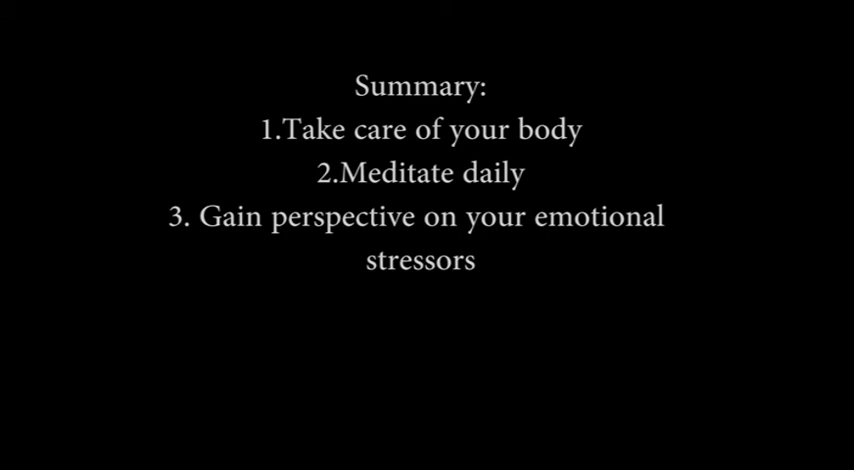 Summary:
1.Take care of your body
2.Meditate daily
3. Gain perspective on your emotional
stressors